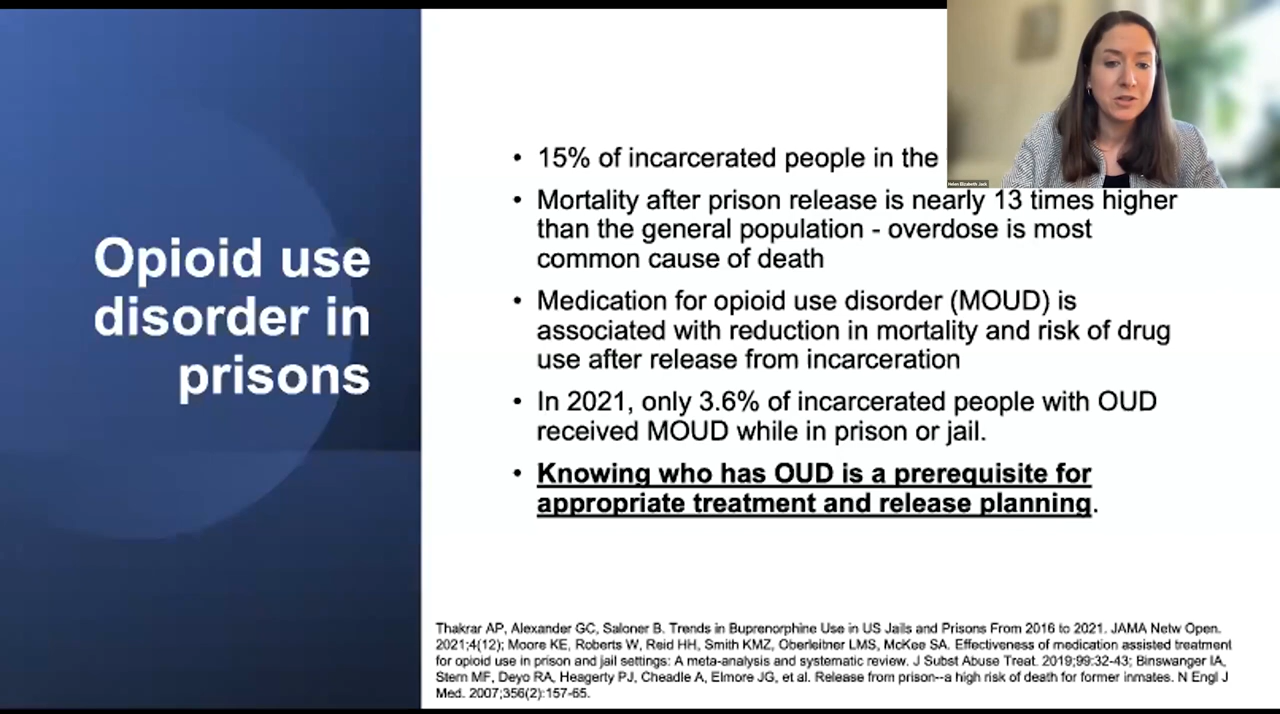 Opioid use
disorder in
prisons
• 15% of incarcerated people in the
• Mortality after prison release is nearly 13 times higher
than the general population - overdose is most
common cause of death
• Medication for opioid use disorder (MOUD) is
associated with reduction in mortality and risk of drug
use after release from incarceration
• In 2021, only 3.6% of incarcerated people with OUD
received MOUD while in prison or jail.
• Knowing who has OUD is a prerequisite for
appropriate treatment and release planning.
Thakrar AP, Alexander GC, Saloner B. Trends in Buprenorphine Use in US Jails and Prisons From 2016 to 2021. JAMA Netw Open.
2021;4(12); Moore KE, Roberts W, Reid HH, Smith KMZ, Oberleitner LMS, McKee SA. Effectiveness of medication assisted treatment
for opioid use in prison and jail settings: A meta-analysis and systematic review. J Subst Abuse Treat. 2019;99:32-43; Binswanger IA,
Stern MF, Deyo RA, Heagerty PJ, Cheadle A, Elmore JG, et al. Release from prison--a high risk of death for former inmates. N Engl J
Med. 2007;356(2):157-65.
Helen Elizabeth Jack